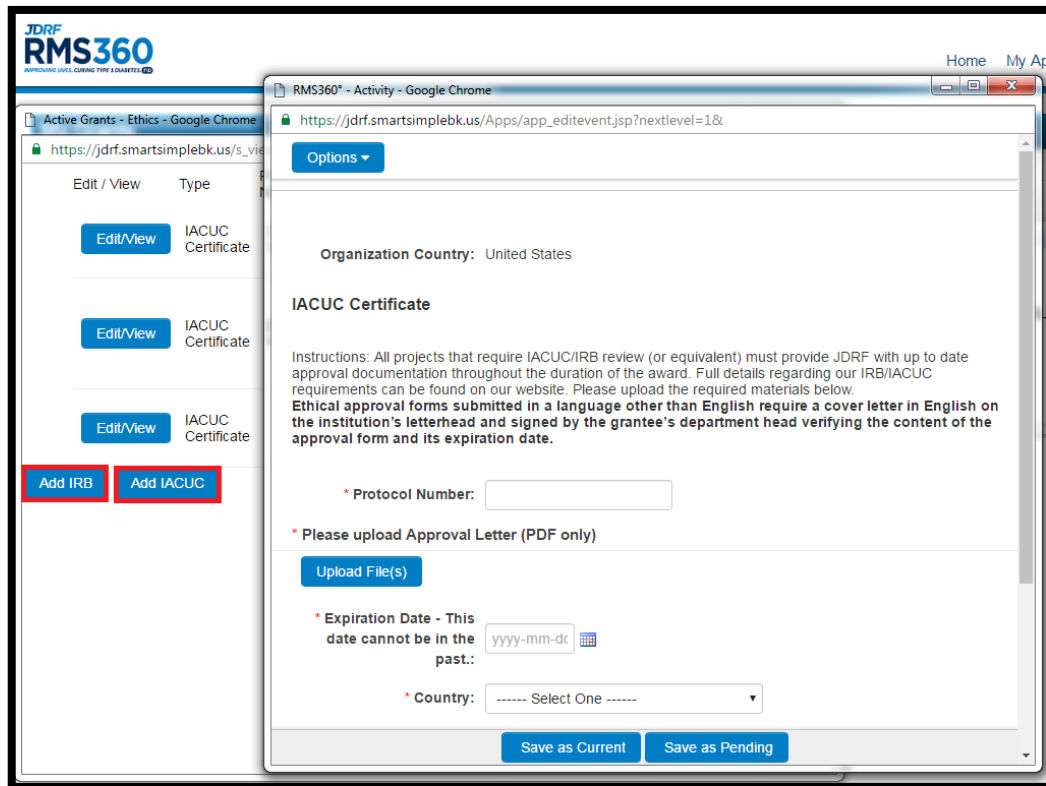 JDRF
RMS360
IMPROVING LIVES. CURING TYPE 1 DIABETES. T1D
Home My Ap
Active Grants - Ethics - Google Chrome
https://jdrf.smartsimplebk.us/s_vie
Edit / View Type
Edit/View IACUC
Certificate
Edit/View IACUC
Certificate
Edit/View IACUC
Certificate
Add IRB Add IACUC
RMS360° - Activity - Google Chrome
https://jdrf.smartsimplebk.us/Apps/app_editevent.jsp?nextlevel=1&
Options
Organization Country: United States
IACUC Certificate
Instructions: All projects that require IACUC/IRB review (or equivalent) must provide JDRF with up to date
approval documentation throughout the duration of the award. Full details regarding our IRB/IACUC
requirements can be found on our website. Please upload the required materials below.
Ethical approval forms submitted in a language other than English require a cover letter in English on
the institution's letterhead and signed by the grantee's department head verifying the content of the
approval form and its expiration date.
* Protocol Number:
* Please upload Approval Letter (PDF only)
Upload File(s)
* Expiration Date - This
date cannot be in the
past.:
yyyy-mm-dd
* Country: ------ Select One ------
Save as Current Save as Pending